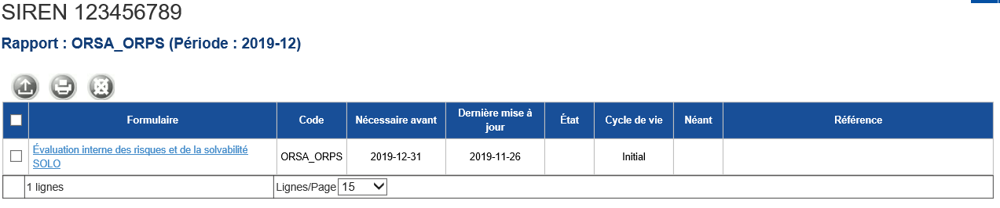 SIREN 123456789
Rapport : ORSA_ORPS (Période : 2019-12)
Formulaire Code Nécessaire avant Dernière mise à jour État Cycle de vie Néant Référence
Évaluation interne des risques et de la solvabilité SOLO ORSA_ORPS 2019-12-31 2019-11-26 Initial
1 lignes Lignes/Page 15